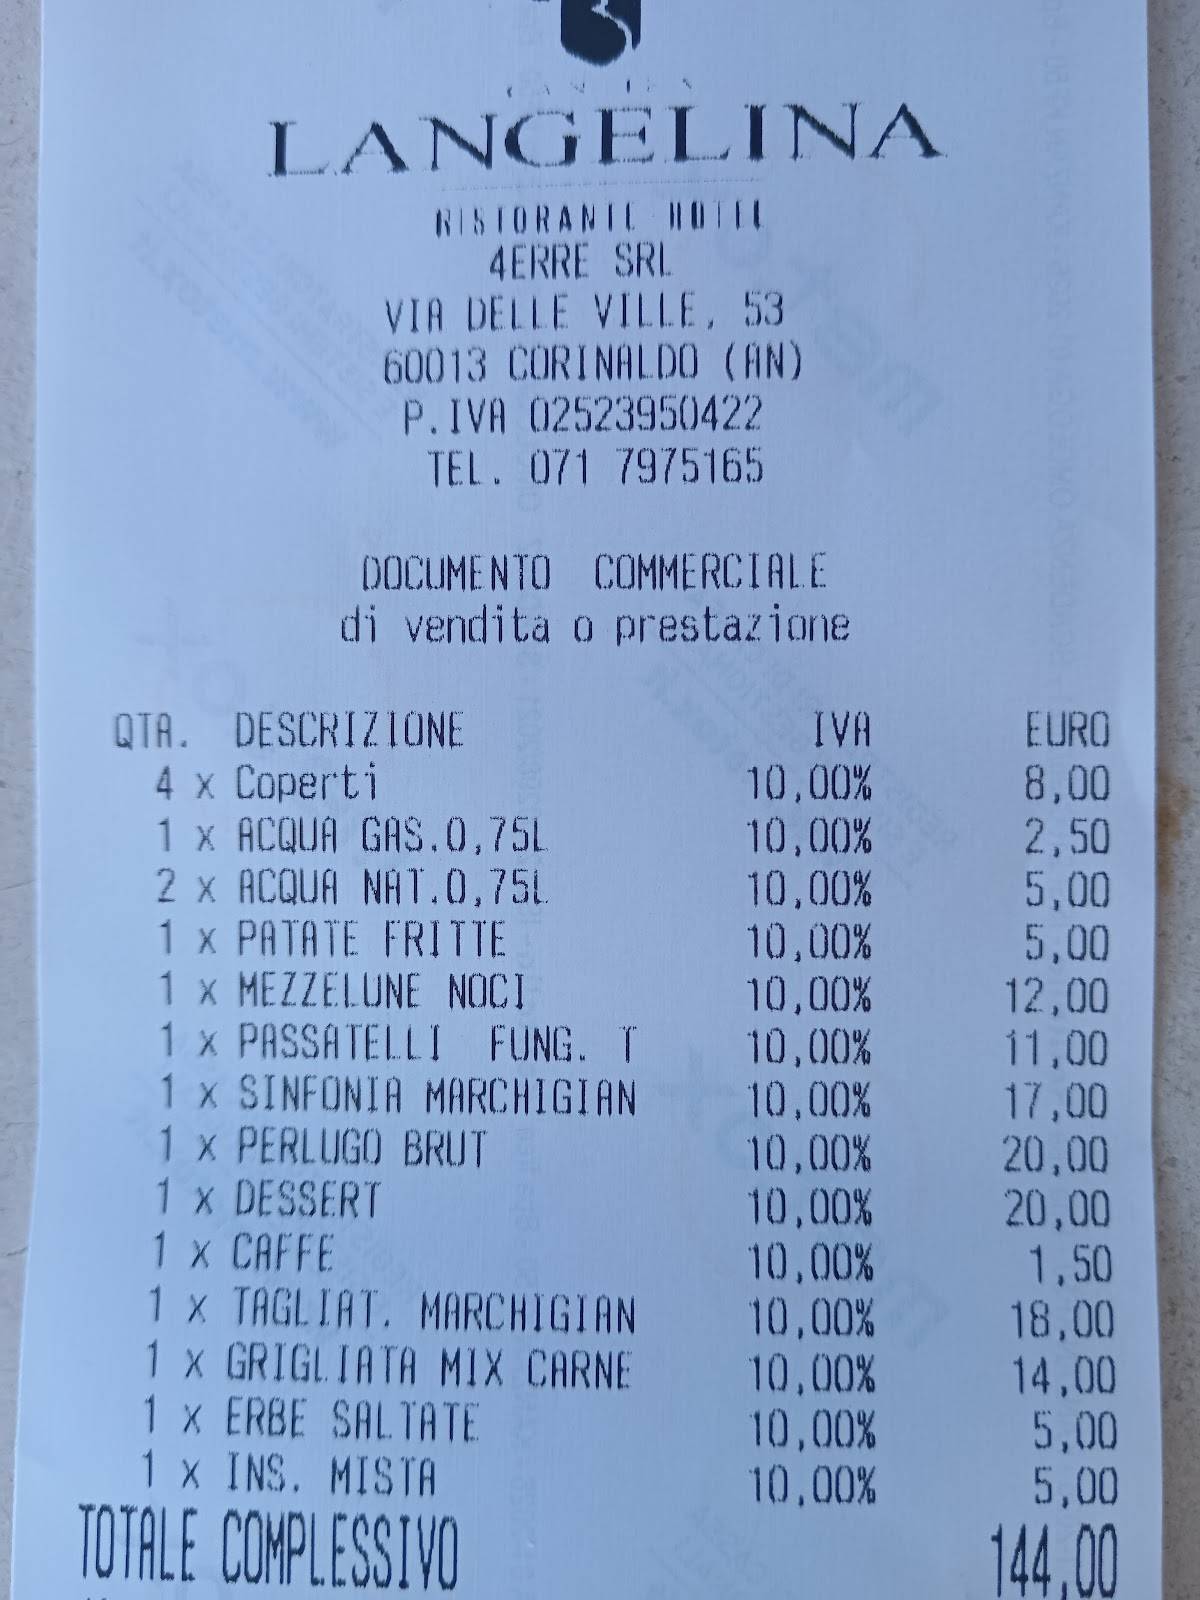 LANGELINA
RISTORANTE HOTEL
4ERRE SRL
VIA DELLE VILLE, 53
60013 CORINALDO (AN)
P.IVA 02523950422
TEL. 071 7975165
DOCUMENTO COMMERCIALE
di vendita o prestazione
QTA. DESCRIZIONE IVA EURO
4 x Coperti 10,00% 8,00
1 x ACQUA GAS.0,75L 10,00% 2,50
2 x ACQUA NAT.0,75L 10,00% 5,00
1 x PATATE FRITTE 10,00% 5,00
1 x MEZZELUNE NOCI 10,00% 12,00
1 x PASSATELLI FUNG. T 10,00% 11,00
1 x SINFONIA MARCHIGIAN 10,00% 17,00
1 x PERLUGO BRUT 10,00% 20,00
1 x DESSERT 10,00% 20,00
1 x CAFFE 10,00% 1,50
1 x TAGLIAT. MARCHIGIAN 10,00% 18,00
1 x GRIGLIATA MIX CARNE 10,00% 14,00
1 x ERBE SALTATE 10,00% 5,00
1 x INS. MISTA 10,00% 5,00
TOTALE COMPLESSIVO 144,00